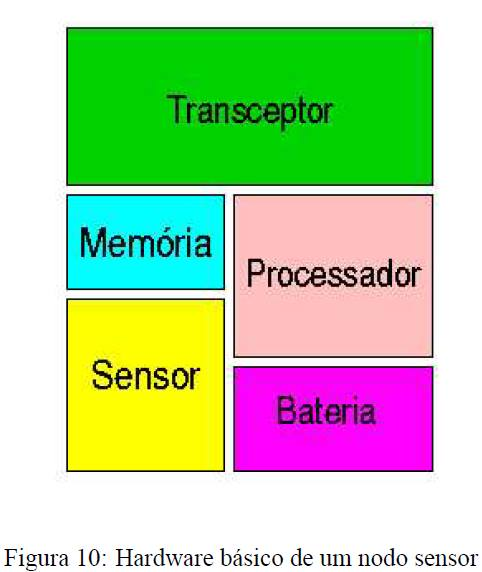 Transceptor
Memória
Processador
Sensor
Bateria
Figura 10: Hardware básico de um nodo sensor